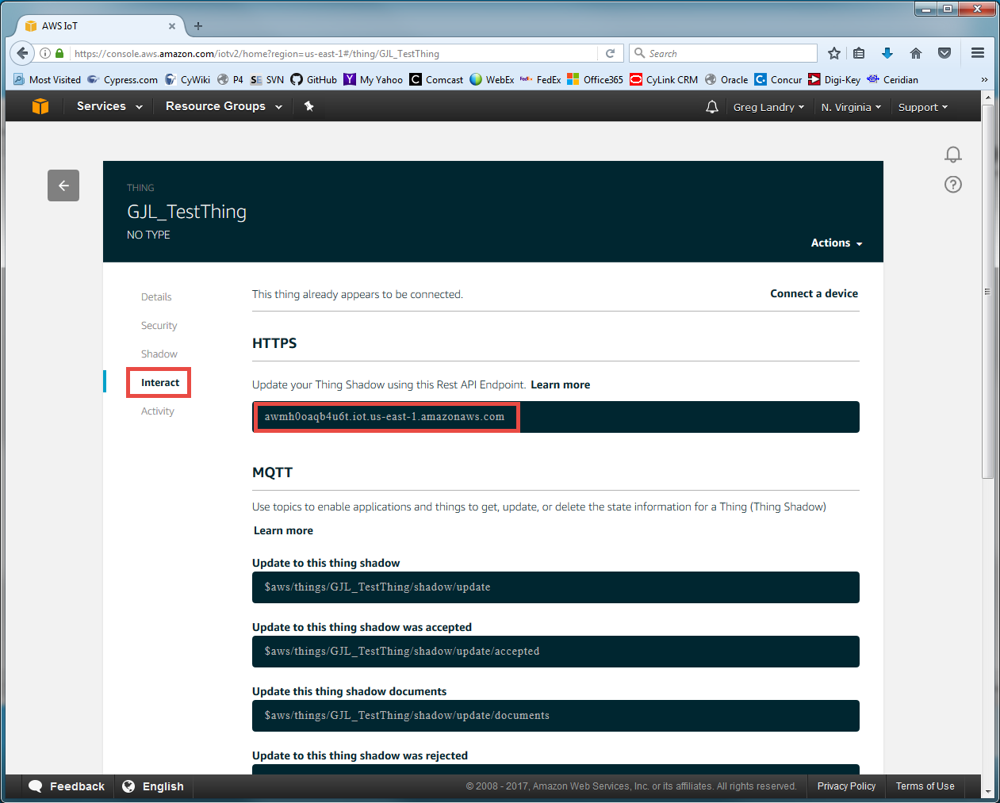 AWS IoT
https://console.aws.amazon.com/iotv2/home?region=us-east-1#/thing/GJL_TestThing
Search
Most Visited Cypress.com CyWiki P4 SE SVN GitHub My Yahoo Comcast WebEx FedEx FedEx Office365 CyLink CRM Oracle Concur Digi-Key Ceridian »
Services Resource Groups Greg Landry N. Virginia Support
THING
GJL_TestThing
NO TYPE
Actions
Details
Security
Shadow
Interact
Activity
This thing already appears to be connected. Connect a device
HTTPS
Update your Thing Shadow using this Rest API Endpoint. Learn more
awmh0oaqb4u6t.iot.us-east-1.amazonaws.com
MQTT
Use topics to enable applications and things to get, update, or delete the state information for a Thing (Thing Shadow)
Learn more
Update to this thing shadow
$aws/things/GJL_TestThing/shadow/update
Update to this thing shadow was accepted
$aws/things/GJL_TestThing/shadow/update/accepted
Update this thing shadow documents
$aws/things/GJL_TestThing/shadow/update/documents
Update to this thing shadow was rejected
Feedback English © 2008 - 2017, Amazon Web Services, Inc. or its affiliates. All rights reserved. Privacy Policy Terms of Use